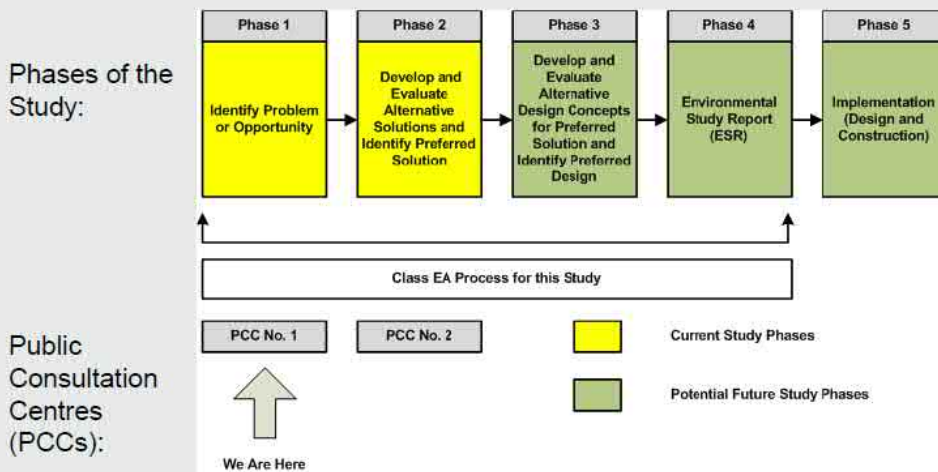 Phase 1
Phase 2
Phase 3
Phase 4
Phase 5
Phases of the
Study:
Identify Problem
or Opportunity
Develop and
Evaluate
Alternative
Solutions and
Identify Preferred
Solution
Develop and
Evaluate
Alternative
Design Concepts
for Preferred
Solution and
Identify Preferred
Design
Environmental
Study Report
(ESR)
Implementation
(Design and
Construction)
Class EA Process for this Study
Public
Consultation
Centres
(PCCs):
PCC No. 1
PCC No. 2
We Are Here
Current Study Phases
Potential Future Study Phases